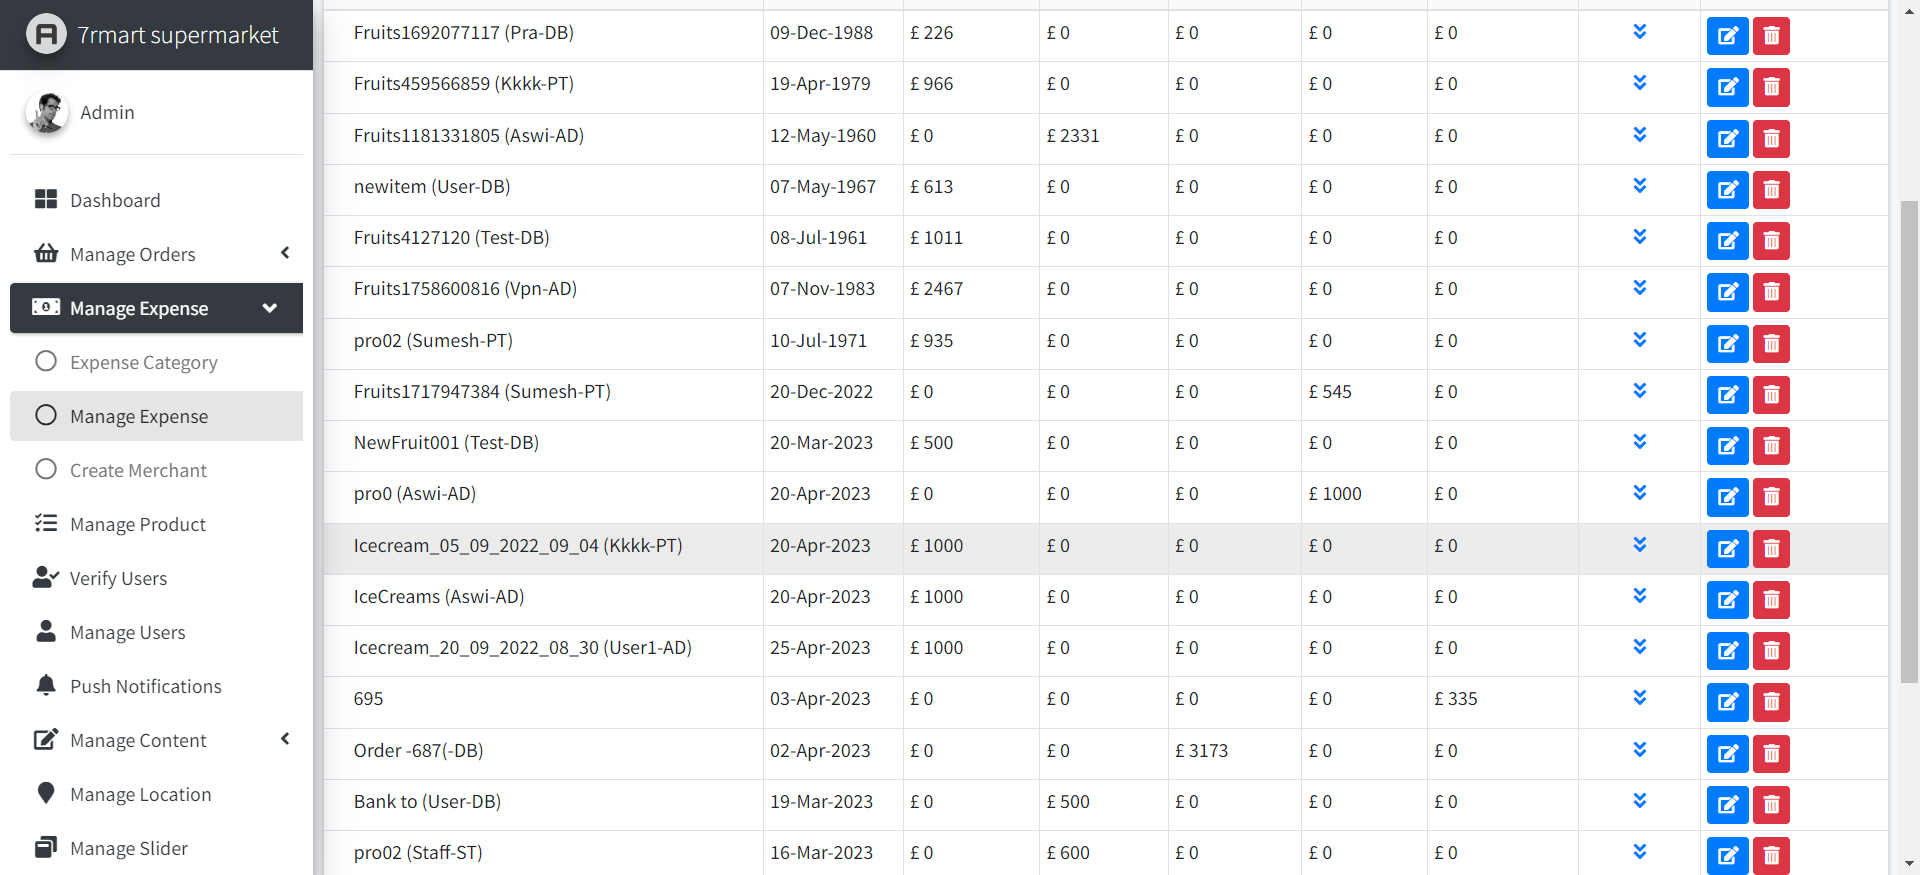 7rmart supermarket
Admin
Dashboard
Manage Orders
Manage Expense
Expense Category
Manage Expense
Create Merchant
Manage Product
Verify Users
Manage Users
Push Notifications
Manage Content
Manage Location
Manage Slider
Fruits1692077117 (Pra-DB) 09-Dec-1988 £ 226 £ 0 £ 0 £ 0 £ 0
Fruits459566859 (Kkkk-PT) 19-Apr-1979 £ 966 £ 0 £ 0 £ 0 £ 0
Fruits1181331805 (Aswi-AD) 12-May-1960 £ 0 £ 2331 £ 0 £ 0 £ 0
newitem (User-DB) 07-May-1967 £ 613 £ 0 £ 0 £ 0 £ 0
Fruits4127120 (Test-DB) 08-Jul-1961 £ 1011 £ 0 £ 0 £ 0 £ 0
Fruits1758600816 (Vpn-AD) 07-Nov-1983 £ 2467 £ 0 £ 0 £ 0 £ 0
pro02 (Sumesh-PT) 10-Jul-1971 £ 935 £ 0 £ 0 £ 0 £ 0
Fruits1717947384 (Sumesh-PT) 20-Dec-2022 £ 0 £ 0 £ 0 £ 545 £ 0
NewFruit001 (Test-DB) 20-Mar-2023 £ 500 £ 0 £ 0 £ 0 £ 0
pro0 (Aswi-AD) 20-Apr-2023 £ 0 £ 0 £ 0 £ 1000 £ 0
Icecream_05_09_2022_09_04 (Kkkk-PT) 20-Apr-2023 £ 1000 £ 0 £ 0 £ 0 £ 0
IceCreams (Aswi-AD) 20-Apr-2023 £ 1000 £ 0 £ 0 £ 0 £ 0
Icecream_20_09_2022_08_30 (User1-AD) 25-Apr-2023 £ 1000 £ 0 £ 0 £ 0 £ 0
695 03-Apr-2023 £ 0 £ 0 £ 0 £ 0 £ 335
Order -687(-DB) 02-Apr-2023 £ 0 £ 0 £ 3173 £ 0 £ 0
Bank to (User-DB) 19-Mar-2023 £ 0 £ 500 £ 0 £ 0 £ 0
pro02 (Staff-ST) 16-Mar-2023 £ 0 £ 600 £ 0 £ 0 £ 0